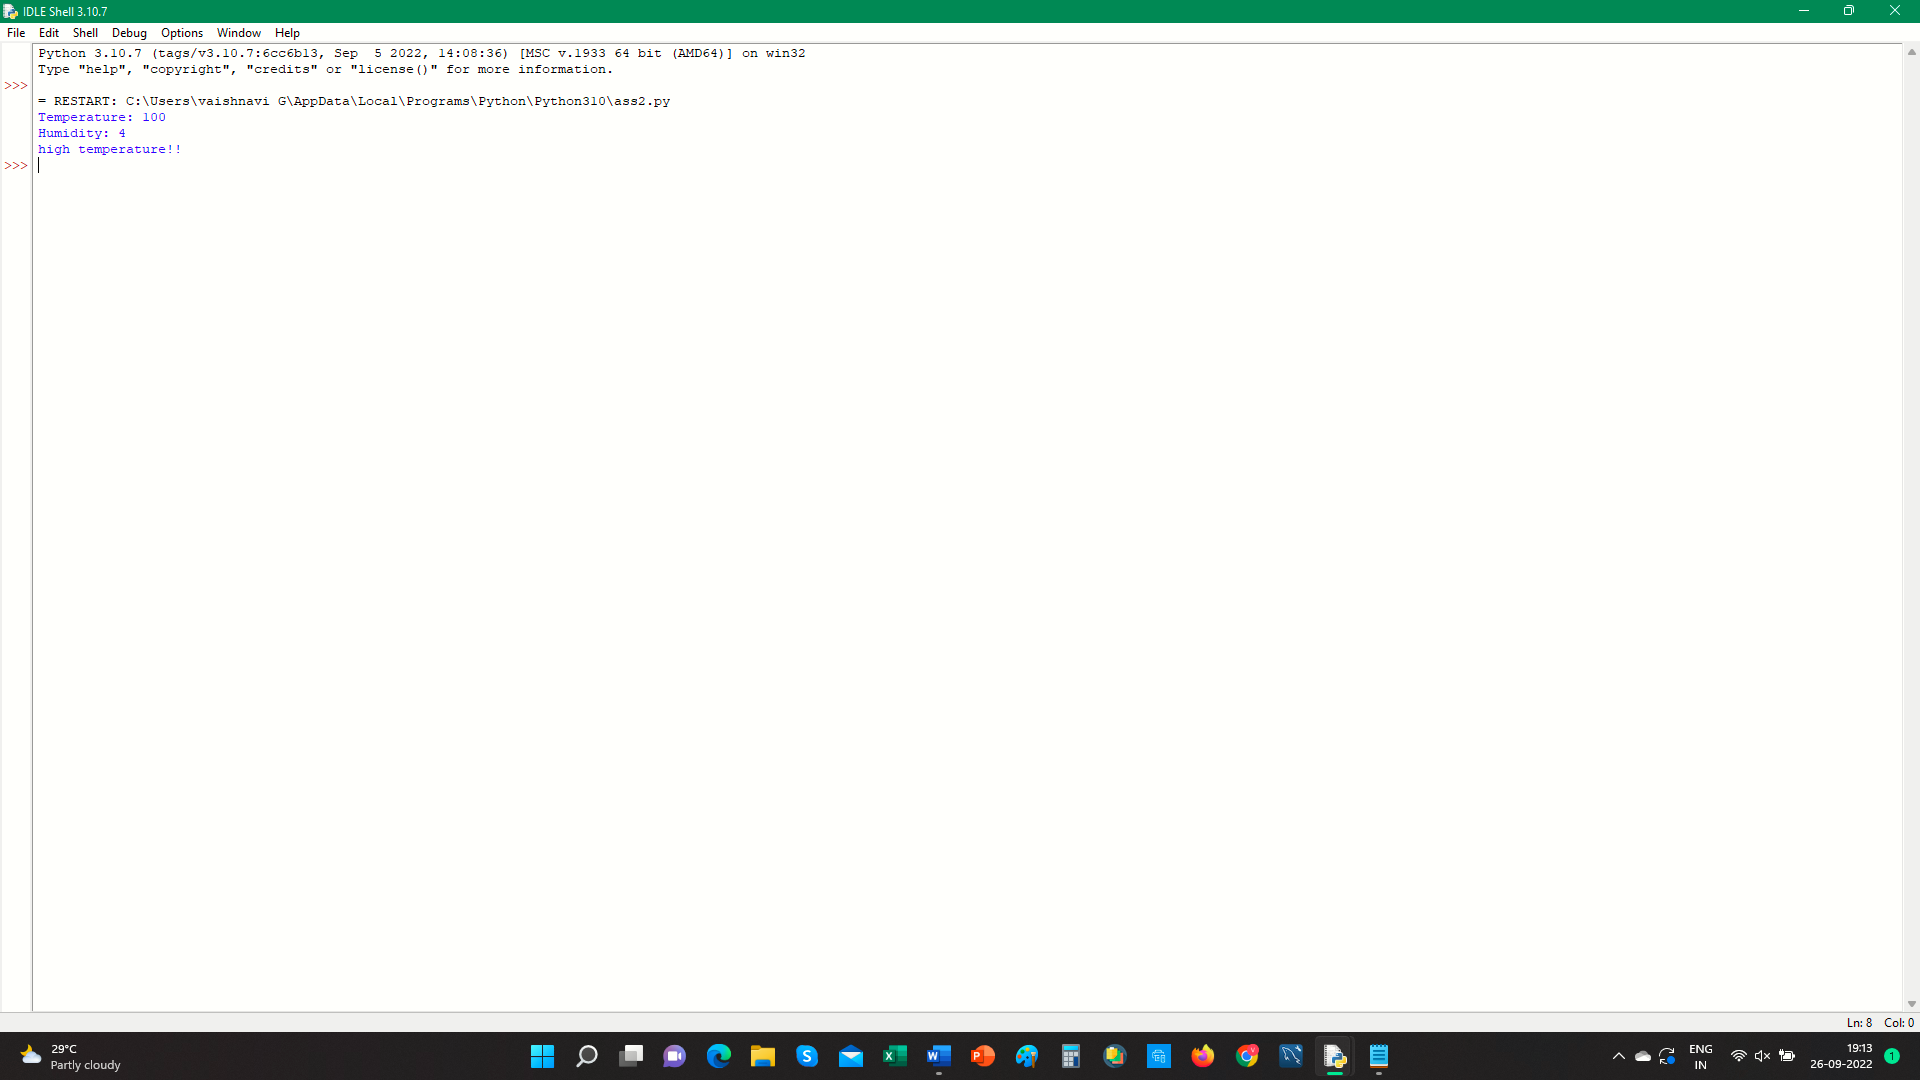 IDLE Shell 3.10.7
File Edit Shell Debug Options Window Help
Python 3.10.7 (tags/v3.10.7:6cc6b13, Sep  5 2022, 14:08:36) [MSC v.1933 64 bit (AMD64)] on win32
Type "help", "copyright", "credits" or "license()" for more information.
>>>
= RESTART: C:\Users\vaishnavi G\AppData\Local\Programs\Python\Python310\ass2.py
Temperature: 100
Humidity: 4
high temperature!!
>>>
Ln: 8 Col: 0
29°C
Partly cloudy
ENG
IN
19:13
26-09-2022
1